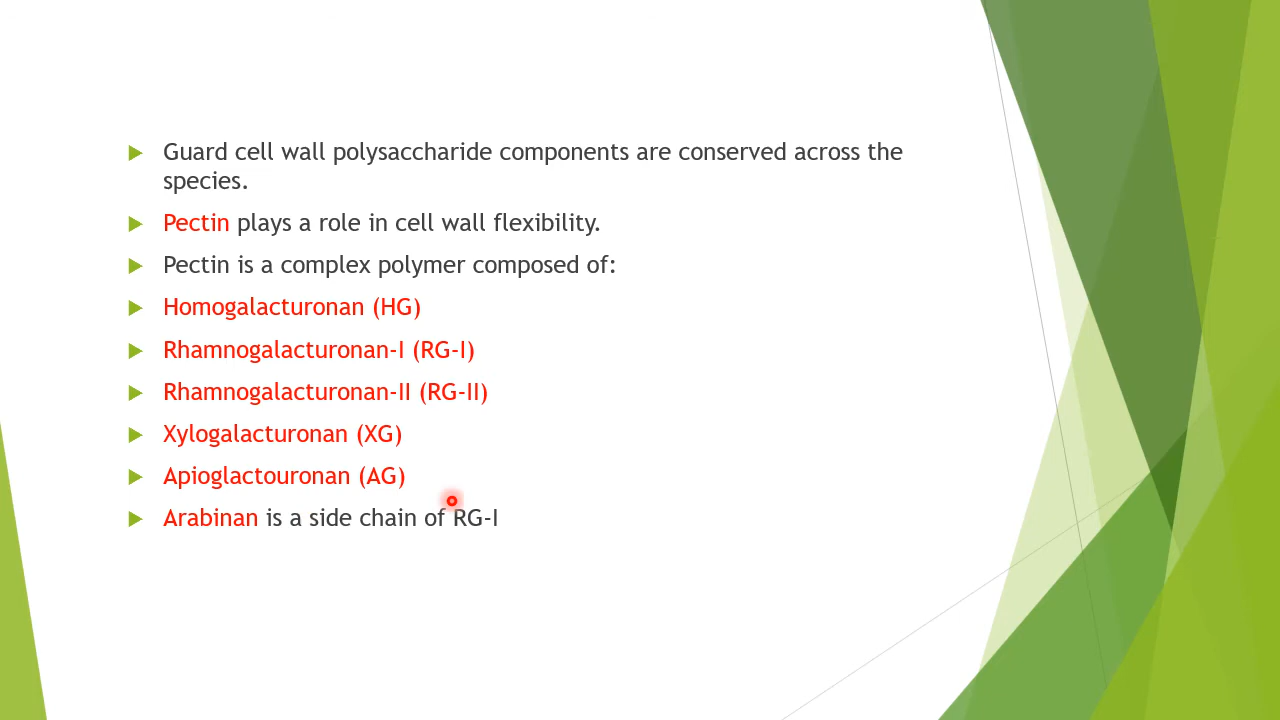 Guard cell wall polysaccharide components are conserved across the
species.
Pectin plays a role in cell wall flexibility.
Pectin is a complex polymer composed of:
Homogalacturonan (HG)
Rhamnogalacturonan-I (RG-I)
Rhamnogalacturonan-II (RG-II)
Xylogalacturonan (XG)
Apioglactouronan (AG)
Arabinan is a side chain of RG-I